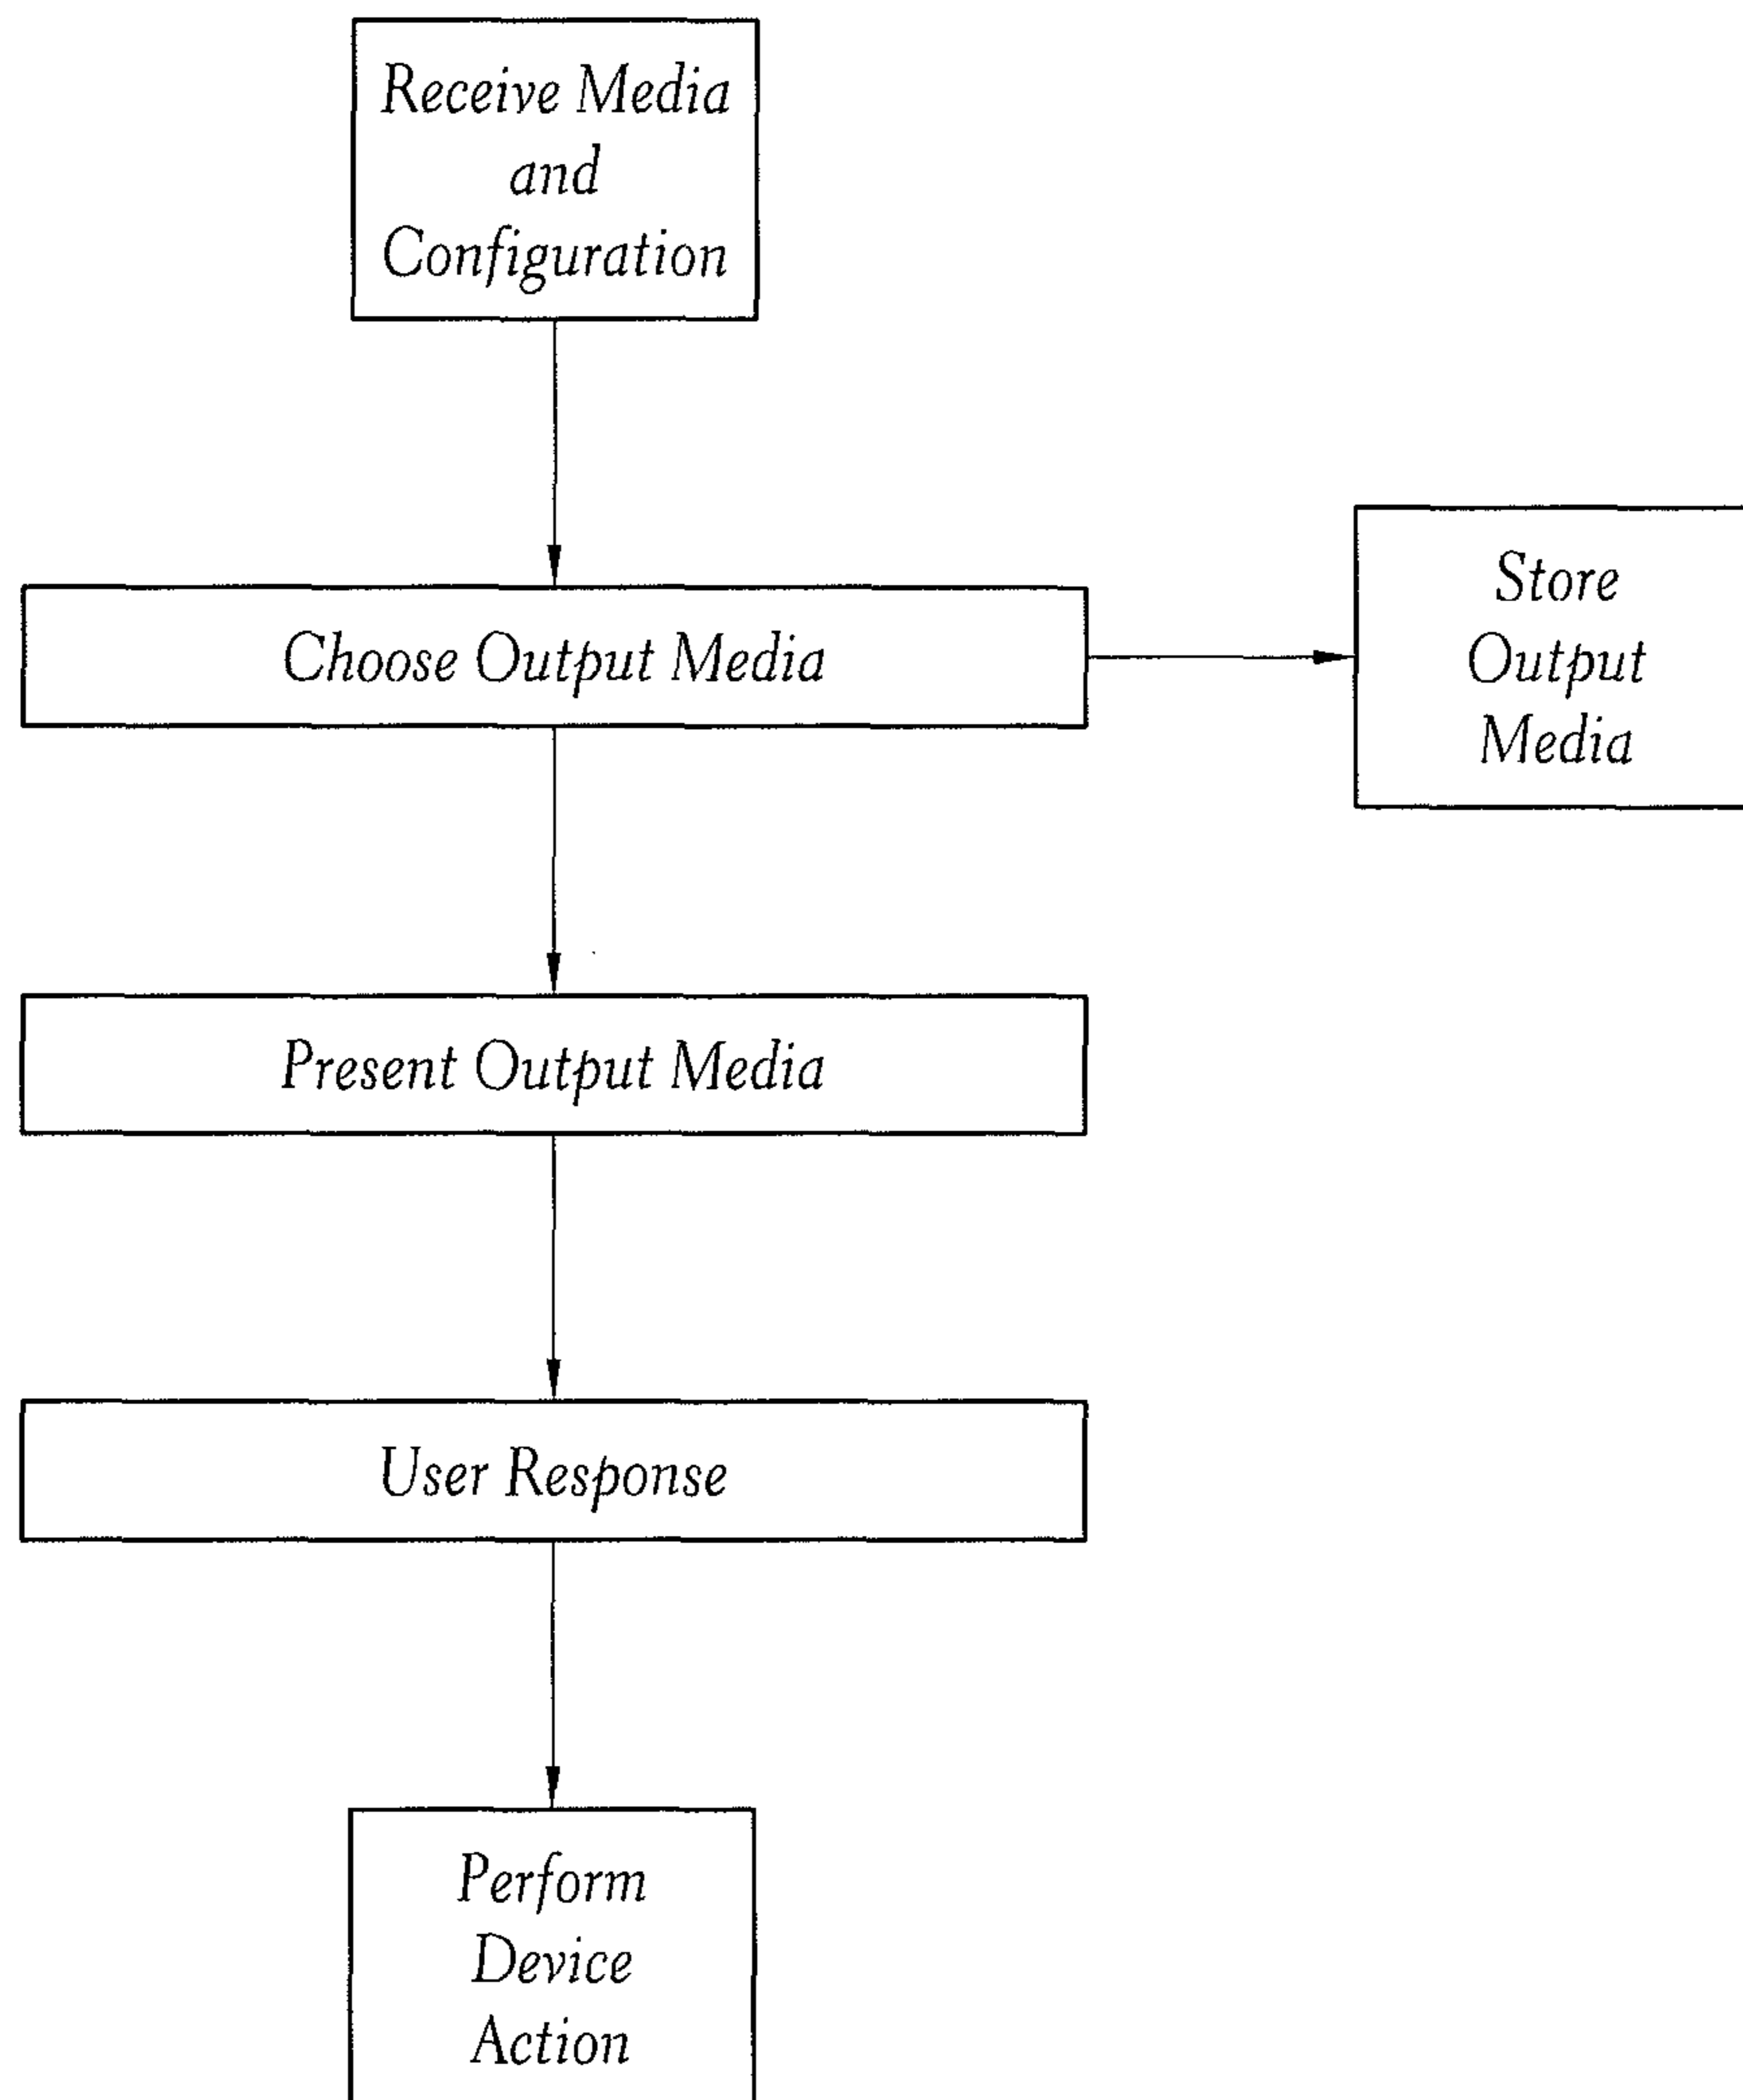 Receive Media
and
Configuration
Choose Output Media
Store
Output
Media
Present Output Media
User Response
Perform
Device
Action